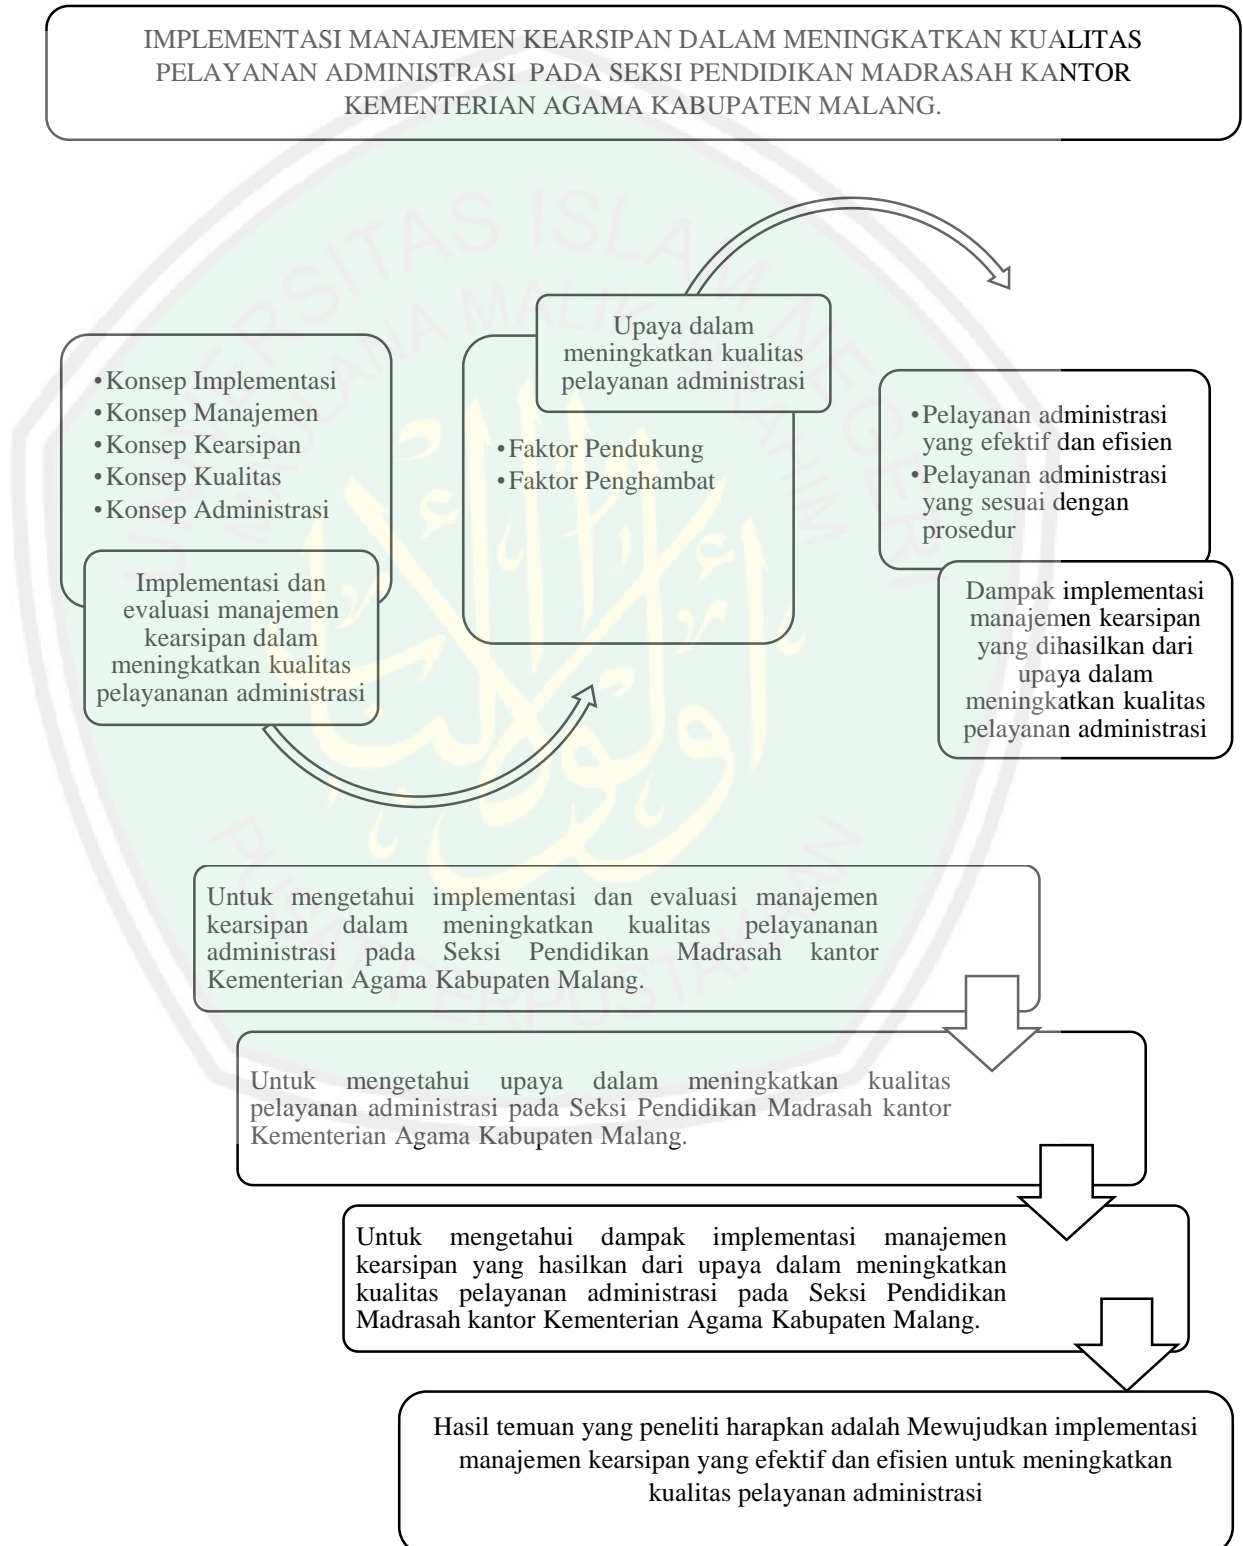 IMPLEMENTASI MANAJEMEN KEARSIPAN DALAM MENINGKATKAN KUALITAS
PELAYANAN ADMINISTRASI PADA SEKSI PENDIDIKAN MADRASAH KANTOR
KEMENTERIAN AGAMA KABUPATEN MALANG.
•Konsep Implementasi
•Konsep Manajemen
•Konsep Kearsipan
•Konsep Kualitas
•Konsep Administrasi
Implementasi dan
evaluasi manajemen
kearsipan dalam
meningkatkan kualitas
pelayananan administrasi
Upaya dalam
meningkatkan kualitas
pelayanan administrasi
•Faktor Pendukung
•Faktor Penghambat
•Pelayanan administrasi
yang efektif dan efisien
•Pelayanan administrasi
yang sesuai dengan
prosedur
Dampak implementasi
manajemen kearsipan
yang dihasilkan dari
upaya dalam
meningkatkan kualitas
pelayanan administrasi
Untuk mengetahui implementasi dan evaluasi manajemen
kearsipan dalam meningkatkan kualitas pelayananan
administrasi pada Seksi Pendidikan Madrasah kantor
Kementerian Agama Kabupaten Malang.
Untuk mengetahui upaya dalam meningkatkan kualitas
pelayanan administrasi pada Seksi Pendidikan Madrasah kantor
Kementerian Agama Kabupaten Malang.
Untuk mengetahui dampak implementasi manajemen
kearsipan yang hasilkan dari upaya dalam meningkatkan
kualitas pelayanan administrasi pada Seksi Pendidikan
Madrasah kantor Kementerian Agama Kabupaten Malang.
Hasil temuan yang peneliti harapkan adalah Mewujudkan implementasi
manajemen kearsipan yang efektif dan efisien untuk meningkatkan
kualitas pelayanan administrasi
UNIVERSITAS ISLAM NEGERI
MAULANA MALIK IBRAHIM
PUSAT PERPUSTAKAAN